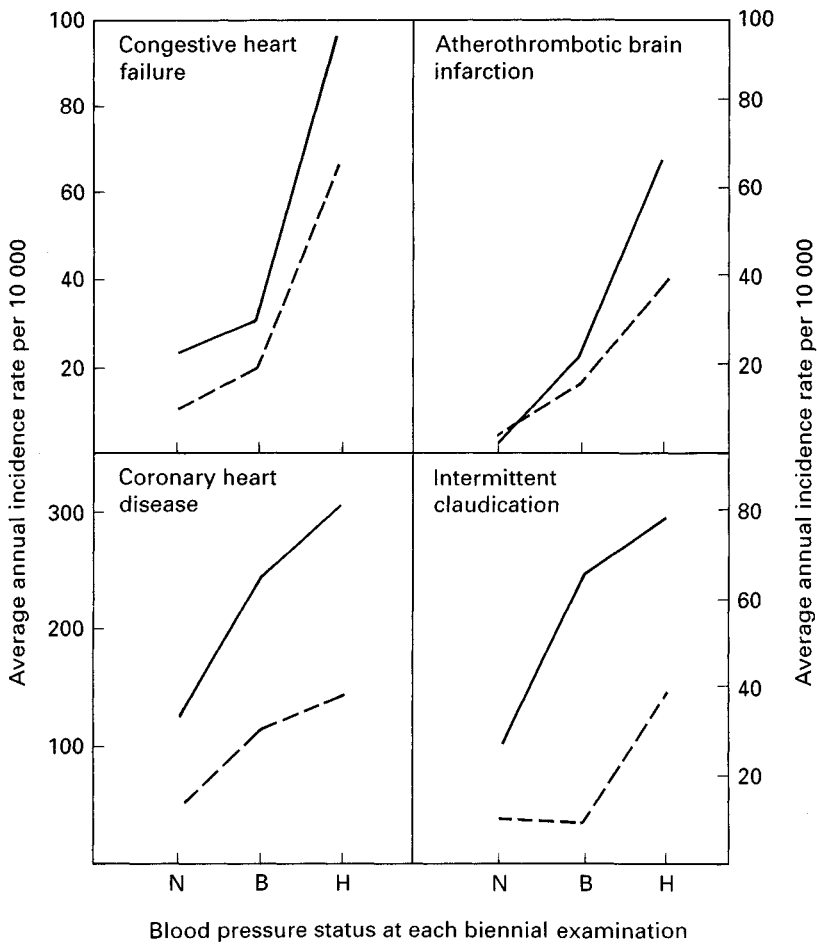 Average annual incidence rate per 10 000
100
80
60
40
20
Congestive heart
failure
N
B
H
Atherothrombotic brain
infarction
100
80
60
40
20
N
B
H
Average annual incidence rate per 10 000
300
200
100
Coronary heart
disease
N
B
H
Intermittent
claudication
80
60
40
20
N
B
H
Blood pressure status at each biennial examination